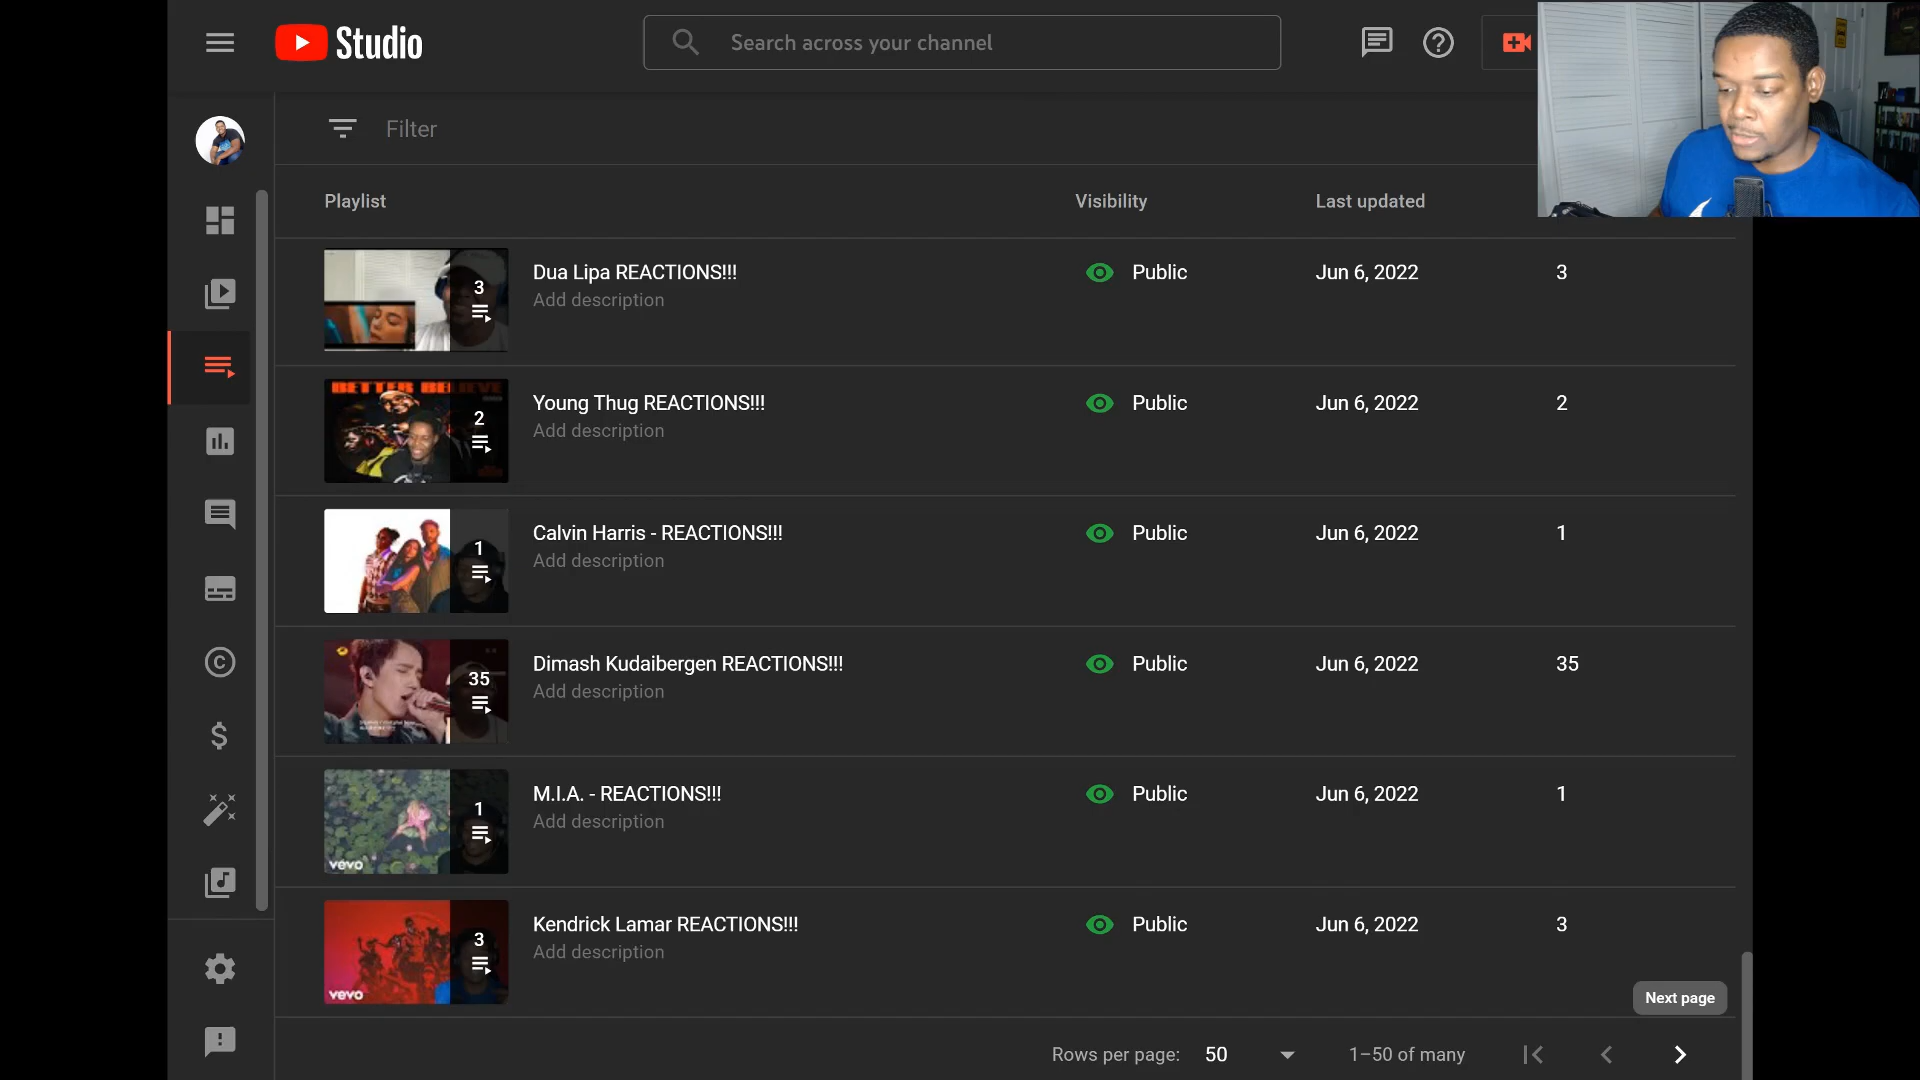 Studio
Search across your channel
Filter
Playlist
Visibility
Last updated
3
Dua Lipa REACTIONS!!!
Add description
Public
Jun 6, 2022
3
BETTER BELIEVE
2
Young Thug REACTIONS!!!
Add description
Public
Jun 6, 2022
2
1
Calvin Harris - REACTIONS!!!
Add description
Public
Jun 6, 2022
1
35
Dimash Kudaibergen REACTIONS!!!
Add description
Public
Jun 6, 2022
35
1
vevo
M.I.A. - REACTIONS!!!
Add description
Public
Jun 6, 2022
1
3
vevo
Kendrick Lamar REACTIONS!!!
Add description
Public
Jun 6, 2022
3
Next page
Rows per page: 50
1–50 of many